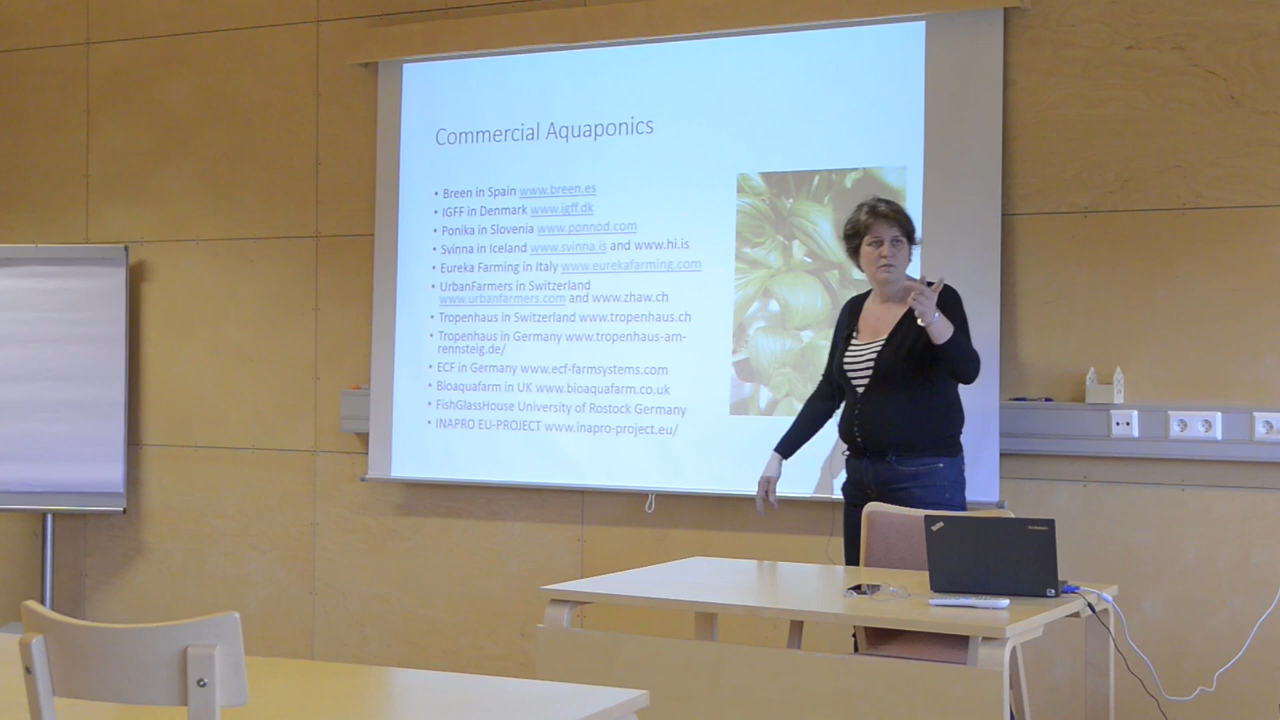 Commercial Aquaponics
• Breen in Spain www.breen.es
• IGFF in Denmark www.igff.dk
• Ponika in Slovenia www.ponnod.com
• Svinna in Iceland www.svinna.is and www.hi.is
• Eureka Farming in Italy www.eurekafarming.com
• UrbanFarmers in Switzerland
www.urbanfarmers.com and www.zhaw.ch
• Tropenhaus in Switzerland www.tropenhaus.ch
• Tropenhaus in Germany www.tropenhaus-am-
rennsteig.de/
• ECF in Germany www.ecf-farmsystems.com
• Bioaquafarm in UK www.bioaquafarm.co.uk
• FishGlassHouse University of Rostock Germany
• INAPRO EU-PROJECT www.inapro-project.eu/
ThinkPad